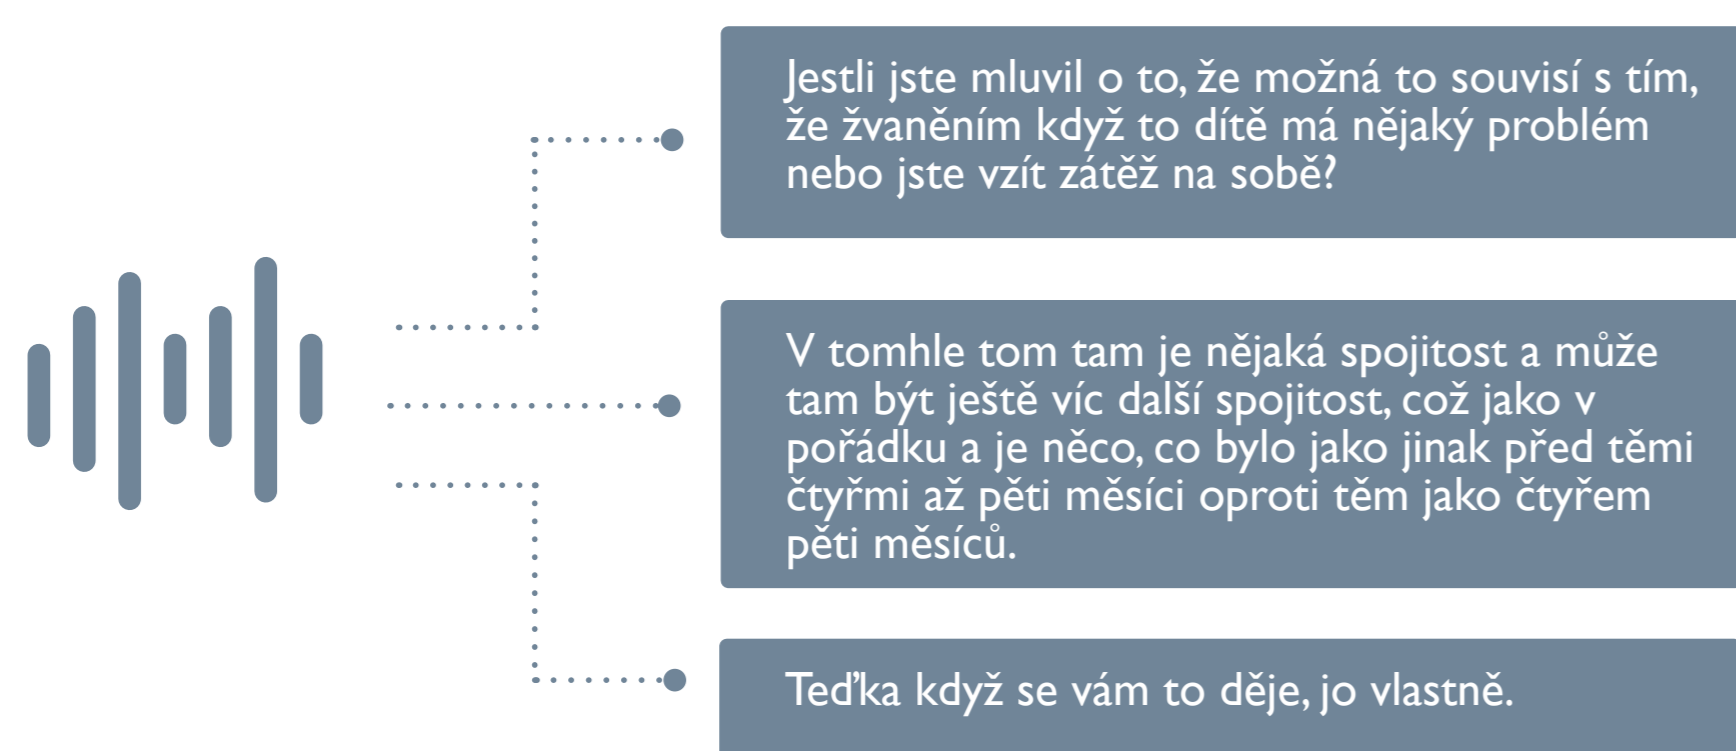 Jestli jste mluvil o to, že možná to souvisí s tím,
že žvaněním když to dítě má nějaký problém
nebo jste vzít zátěž na sobě?
V tomhle tom tam je nějaká spojitost a může
tam být ještě víc další spojitost, což jako v
pořádku a je něco, co bylo jako jinak před těmi
čtyřmi až pěti měsíci oproti těm jako čtyřem
pěti měsíců.
Teďka když se vám to děje, jo vlastně.